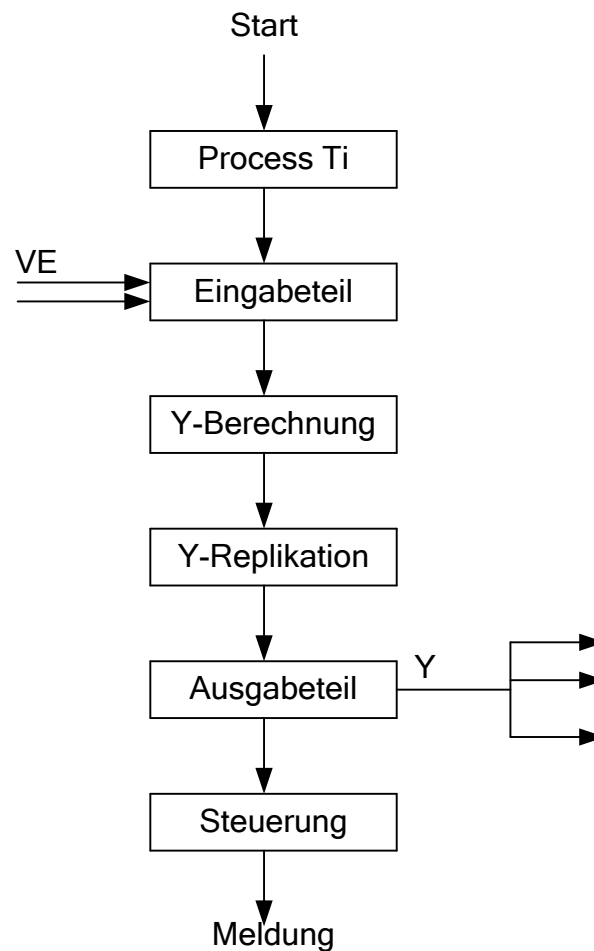 Start
Process Ti
VE
Eingabeteil
Y-Berechnung
Y-Replikation
Y
Ausgabeteil
Steuerung
Meldung